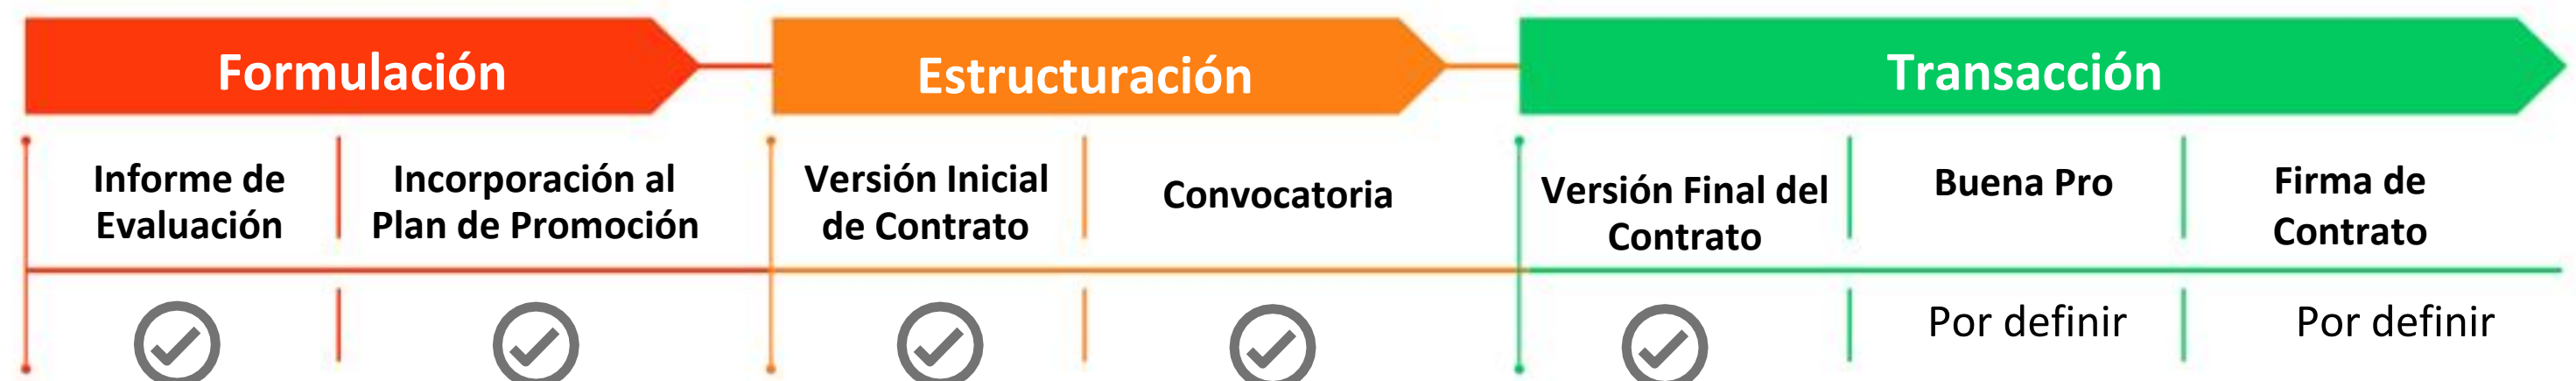 Formulación
Estructuración
Transacción
Informe de
Evaluación
Incorporación al
Plan de Promoción
Versión Inicial
de Contrato
Convocatoria
Versión Final del
Contrato
Buena Pro
Firma de
Contrato
Por definir
Por definir